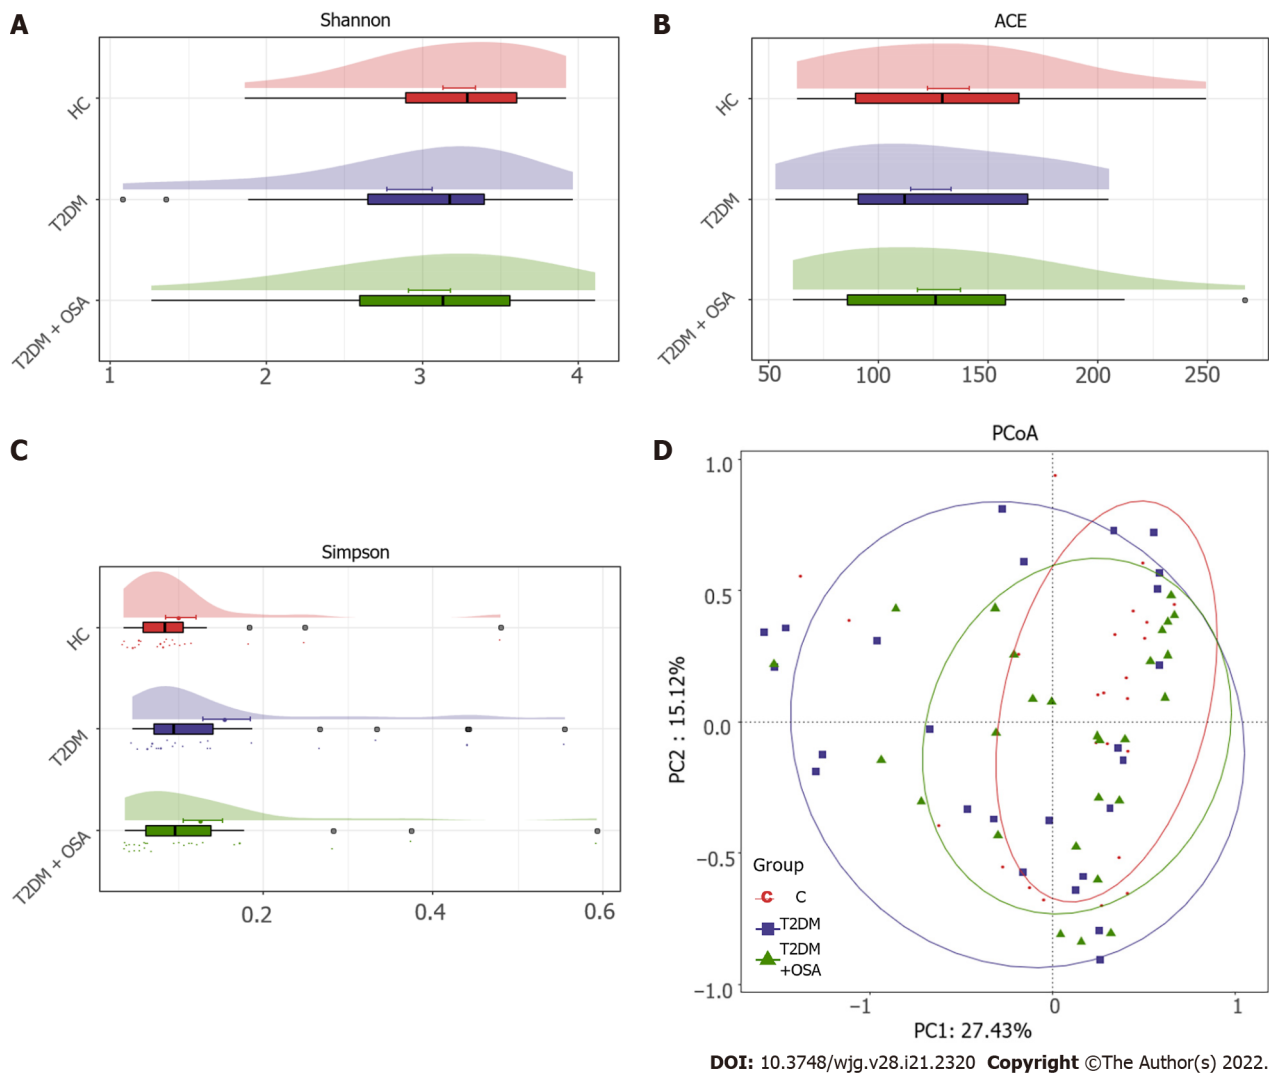 A
Shannon
HC
T2DM
T2DM + OSA
1 2 3 4
B
ACE
HC
T2DM
T2DM + OSA
50 100 150 200 250
C
Simpson
HC
T2DM
T2DM + OSA
0.2 0.4 0.6
D
PCoA
1.0
0.5
0.0
−0.5
−1.0
PC2 : 15.12%
Group
C C
T2DM
T2DM
+OSA
−1 0 1
PC1: 27.43%
DOI: 10.3748/wjg.v28.i21.2320 Copyright ©The Author(s) 2022.